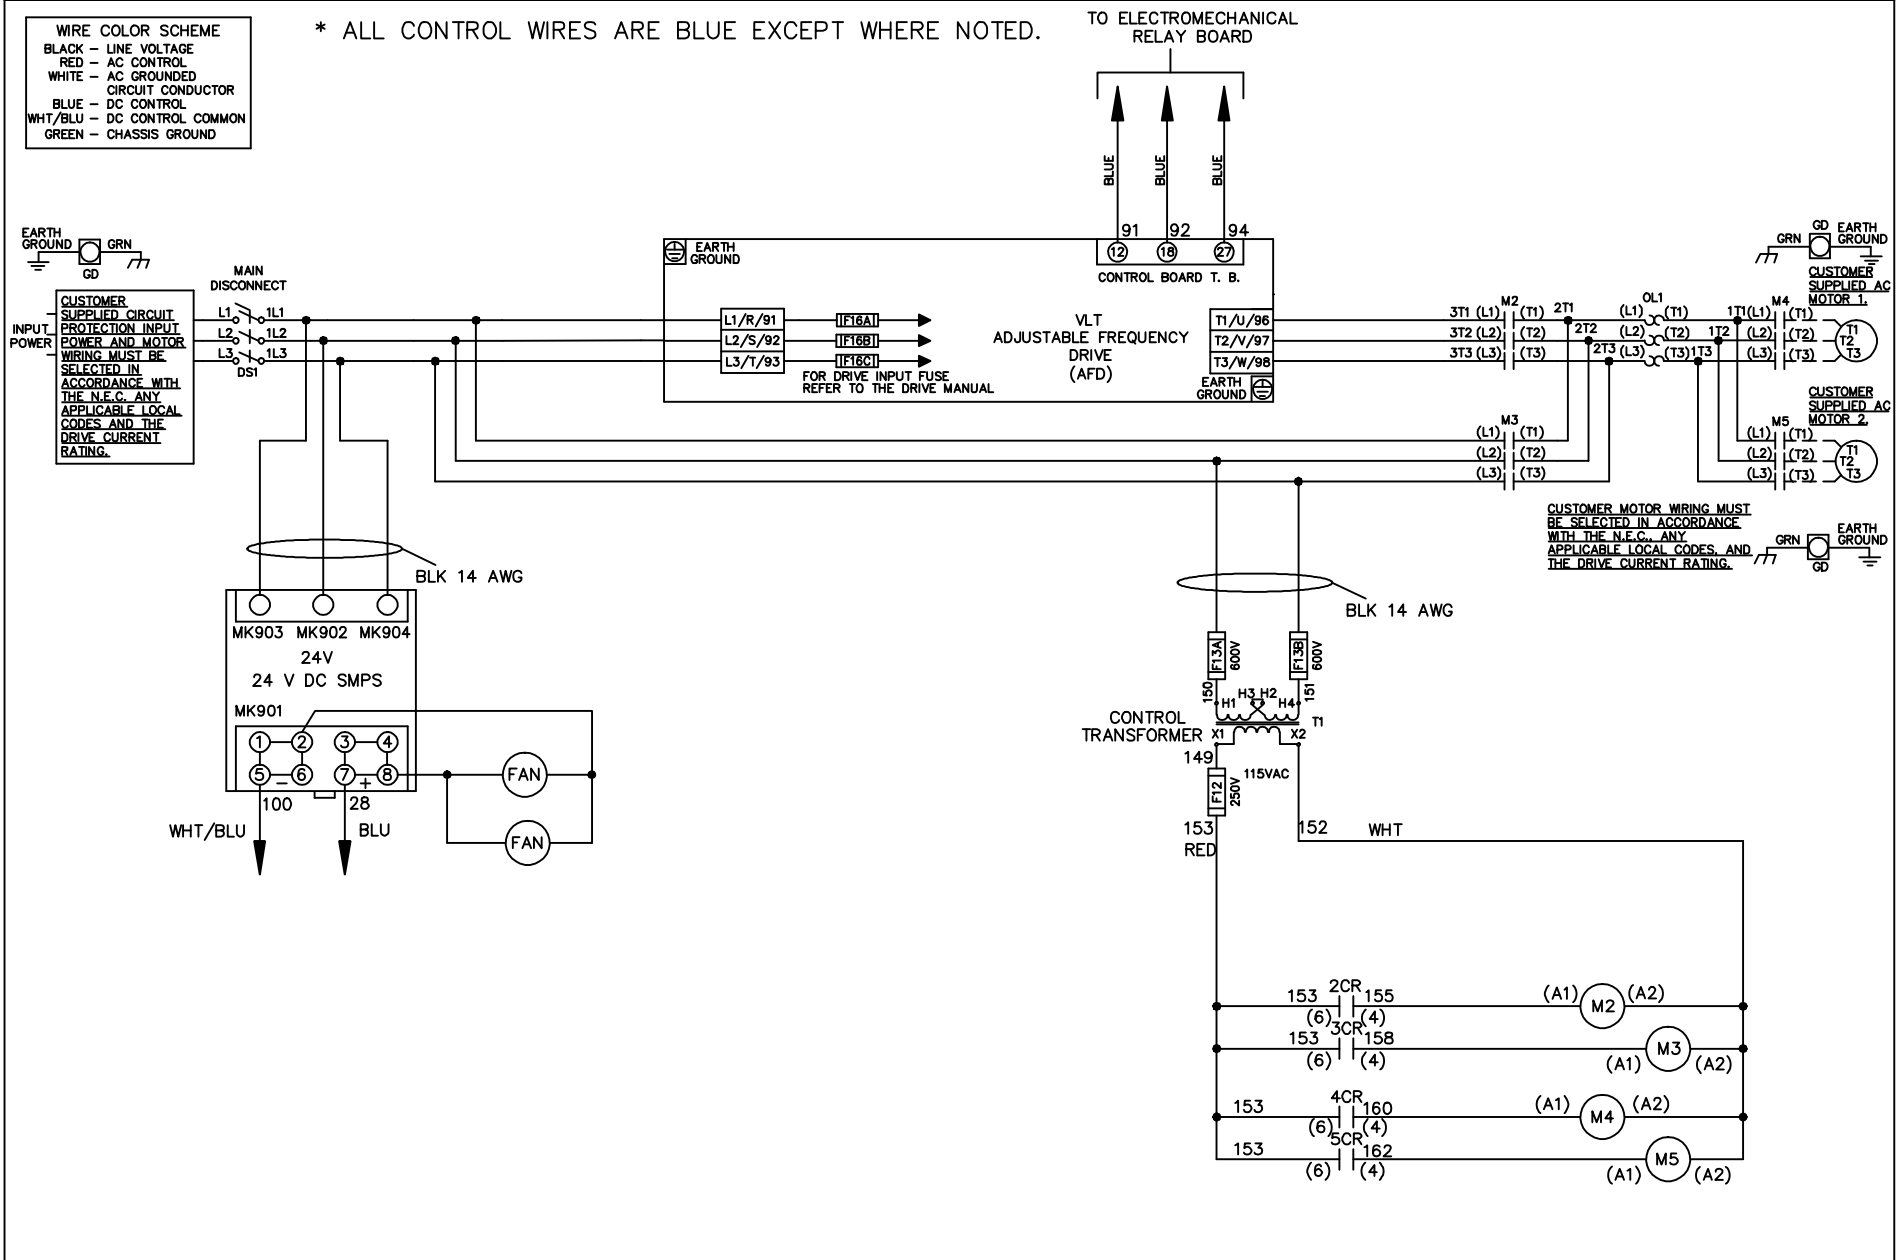 WIRE COLOR SCHEME
BLACK – LINE VOLTAGE
RED – AC CONTROL
WHITE – AC GROUNDED
CIRCUIT CONDUCTOR
BLUE – DC CONTROL
WHT/BLU – DC CONTROL COMMON
GREEN – CHASSIS GROUND
* ALL CONTROL WIRES ARE BLUE EXCEPT WHERE NOTED.
TO ELECTROMECHANICAL
RELAY BOARD
BLUE BLUE BLUE
91 92 94
12 18 27
CONTROL BOARD T. B.
EARTH
GROUND
GRN
GD
MAIN
DISCONNECT
INPUT
POWER
CUSTOMER
SUPPLIED CIRCUIT
PROTECTION INPUT
POWER AND MOTOR
WIRING MUST BE
SELECTED IN
ACCORDANCE WITH
THE N.E.C. ANY
APPLICABLE LOCAL
CODES AND THE
DRIVE CURRENT
RATING.
L1 1L1
L2 1L2
L3 1L3
DS1
EARTH
GROUND
L1/R/91 IF16A
L2/S/92 IF16B
L3/T/93 IF16C
FOR DRIVE INPUT FUSE
REFER TO THE DRIVE MANUAL
VLT
ADJUSTABLE FREQUENCY
DRIVE
(AFD)
T1/U/96
T2/V/97
T3/W/98
EARTH
GROUND
M2
3T1 (L1) (T1) 2T1
3T2 (L2) (T2) 2T2
3T3 (L3) (T3) 2T3
OL1
(L1) (T1) 1T1
(L2) (T2) 1T2
(L3) (T3) 1T3
M4
(L1) (T1)
(L2) (T2)
(L3) (T3)
T1
T2
T3
GRN
GD
EARTH
GROUND
CUSTOMER
SUPPLIED AC
MOTOR 1.
M3
(L1) (T1)
(L2) (T2)
(L3) (T3)
CUSTOMER
SUPPLIED AC
MOTOR 2.
M5
(L1) (T1)
(L2) (T2)
(L3) (T3)
T1
T2
T3
CUSTOMER MOTOR WIRING MUST
BE SELECTED IN ACCORDANCE
WITH THE N.E.C., ANY
APPLICABLE LOCAL CODES, AND
THE DRIVE CURRENT RATING.
GRN
GD
EARTH
GROUND
BLK 14 AWG
MK903 MK902 MK904
24V
24 V DC SMPS
MK901
1 2 3 4
5 – 6 7 + 8
100 28
WHT/BLU BLU
FAN
FAN
BLK 14 AWG
F13A 600V
F13B 600V
150 151
H1 H3 H2 H4
T1
CONTROL
TRANSFORMER
X1 X2
149
115VAC
F12 250V
153
RED
152 WHT
2CR
153 155 (A1) M2 (A2)
(6) (4)
3CR
153 158 M3
(6) (4) (A1) (A2)
4CR
153 160 (A1) M4 (A2)
(6) (4)
5CR
153 162 M5
(6) (4) (A1) (A2)